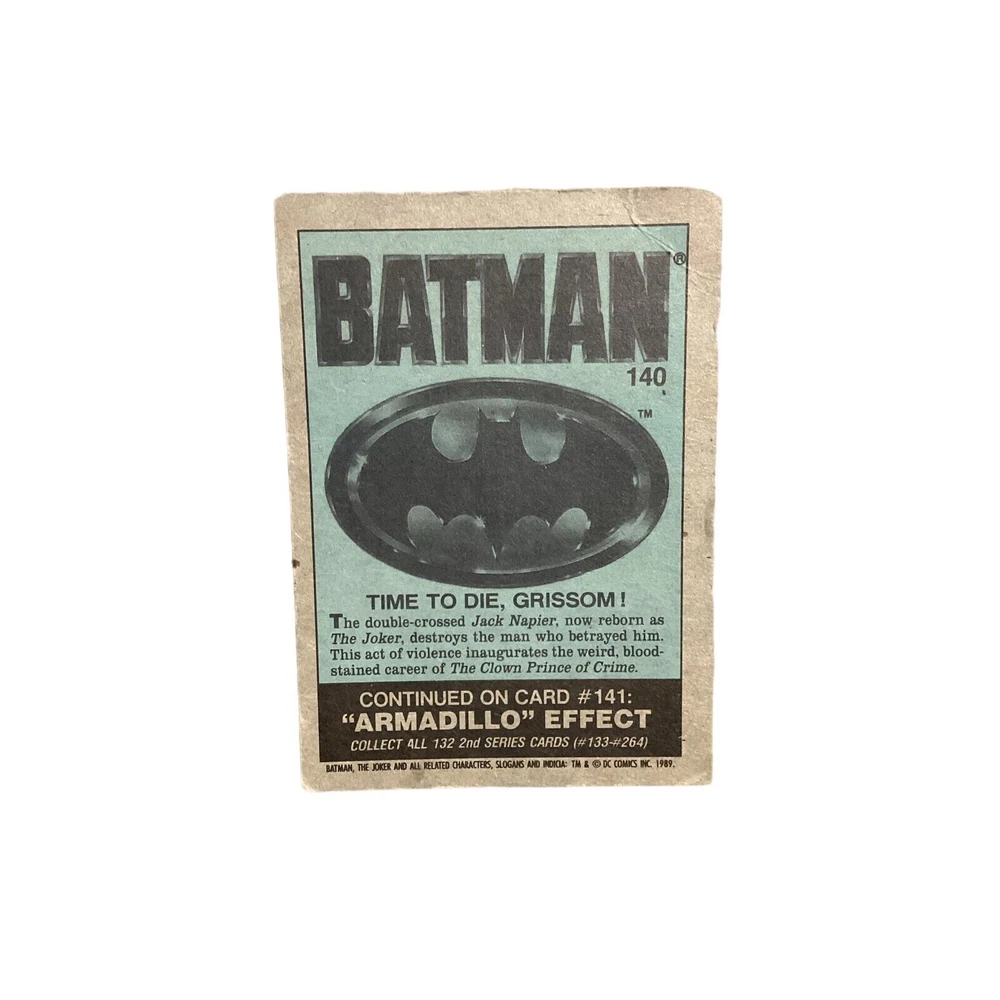 BATMAN®
140
TM
TIME TO DIE, GRISSOM!
The double-crossed Jack Napier, now reborn as
The Joker, destroys the man who betrayed him.
This act of violence inaugurates the weird, blood-
stained career of The Clown Prince of Crime.
CONTINUED ON CARD #141:
“ARMADILLO” EFFECT
COLLECT ALL 132 2nd SERIES CARDS (#133-#264)
BATMAN, THE JOKER AND ALL RELATED CHARACTERS, SLOGANS AND INDICIA: TM & © DC COMICS INC. 1989.